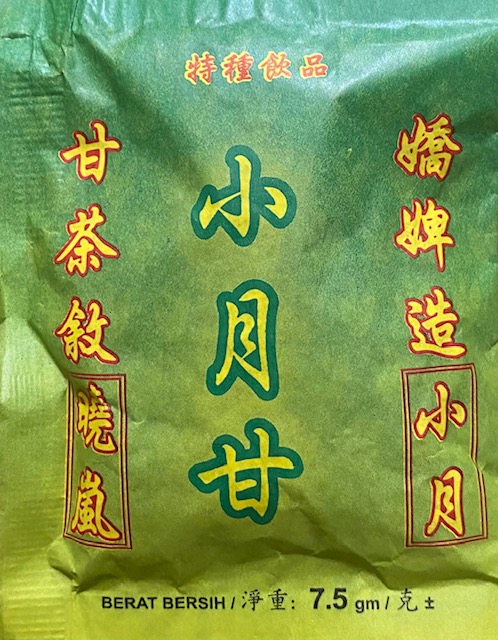 特種飲品
嬌婢造小月
小月甘
甘茶敘曉嵐
BERAT BERSIH / 淨重: 7.5 gm / 克 ±